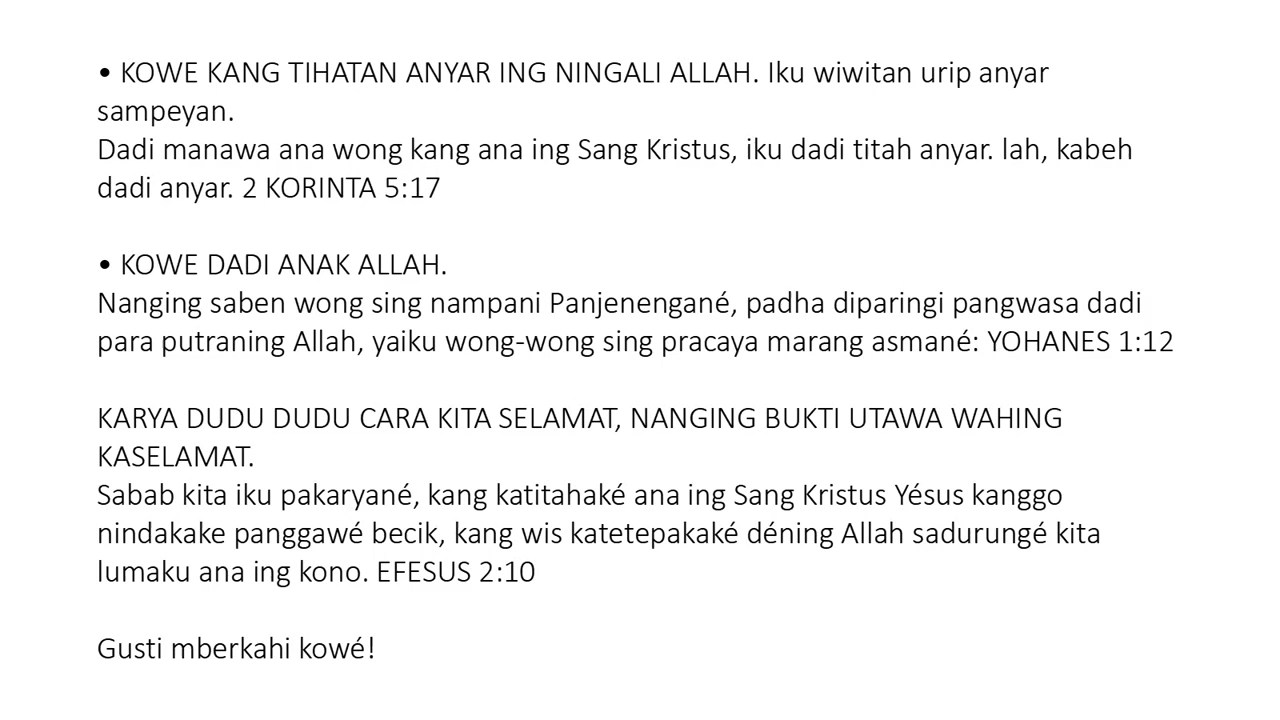 • KOWE KANG TIHATAN ANYAR ING NINGALI ALLAH. Iku wiwitan urip anyar
sampeyan.
Dadi manawa ana wong kang ana ing Sang Kristus, iku dadi titah anyar. lah, kabeh
dadi anyar. 2 KORINTA 5:17
• KOWE DADI ANAK ALLAH.
Nanging saben wong sing nampani Panjenengané, padha diparingi pangwasa dadi
para putraning Allah, yaiku wong-wong sing pracaya marang asmané: YOHANES 1:12
KARYA DUDU DUDU CARA KITA SELAMAT, NANGING BUKTI UTAWA WAHING
KASELAMAT.
Sabab kita iku pakaryané, kang katitahaké ana ing Sang Kristus Yésus kanggo
nindakake panggawé becik, kang wis katetepakaké déning Allah sadurungé kita
lumaku ana ing kono. EFESUS 2:10
Gusti mberkahi kowé!